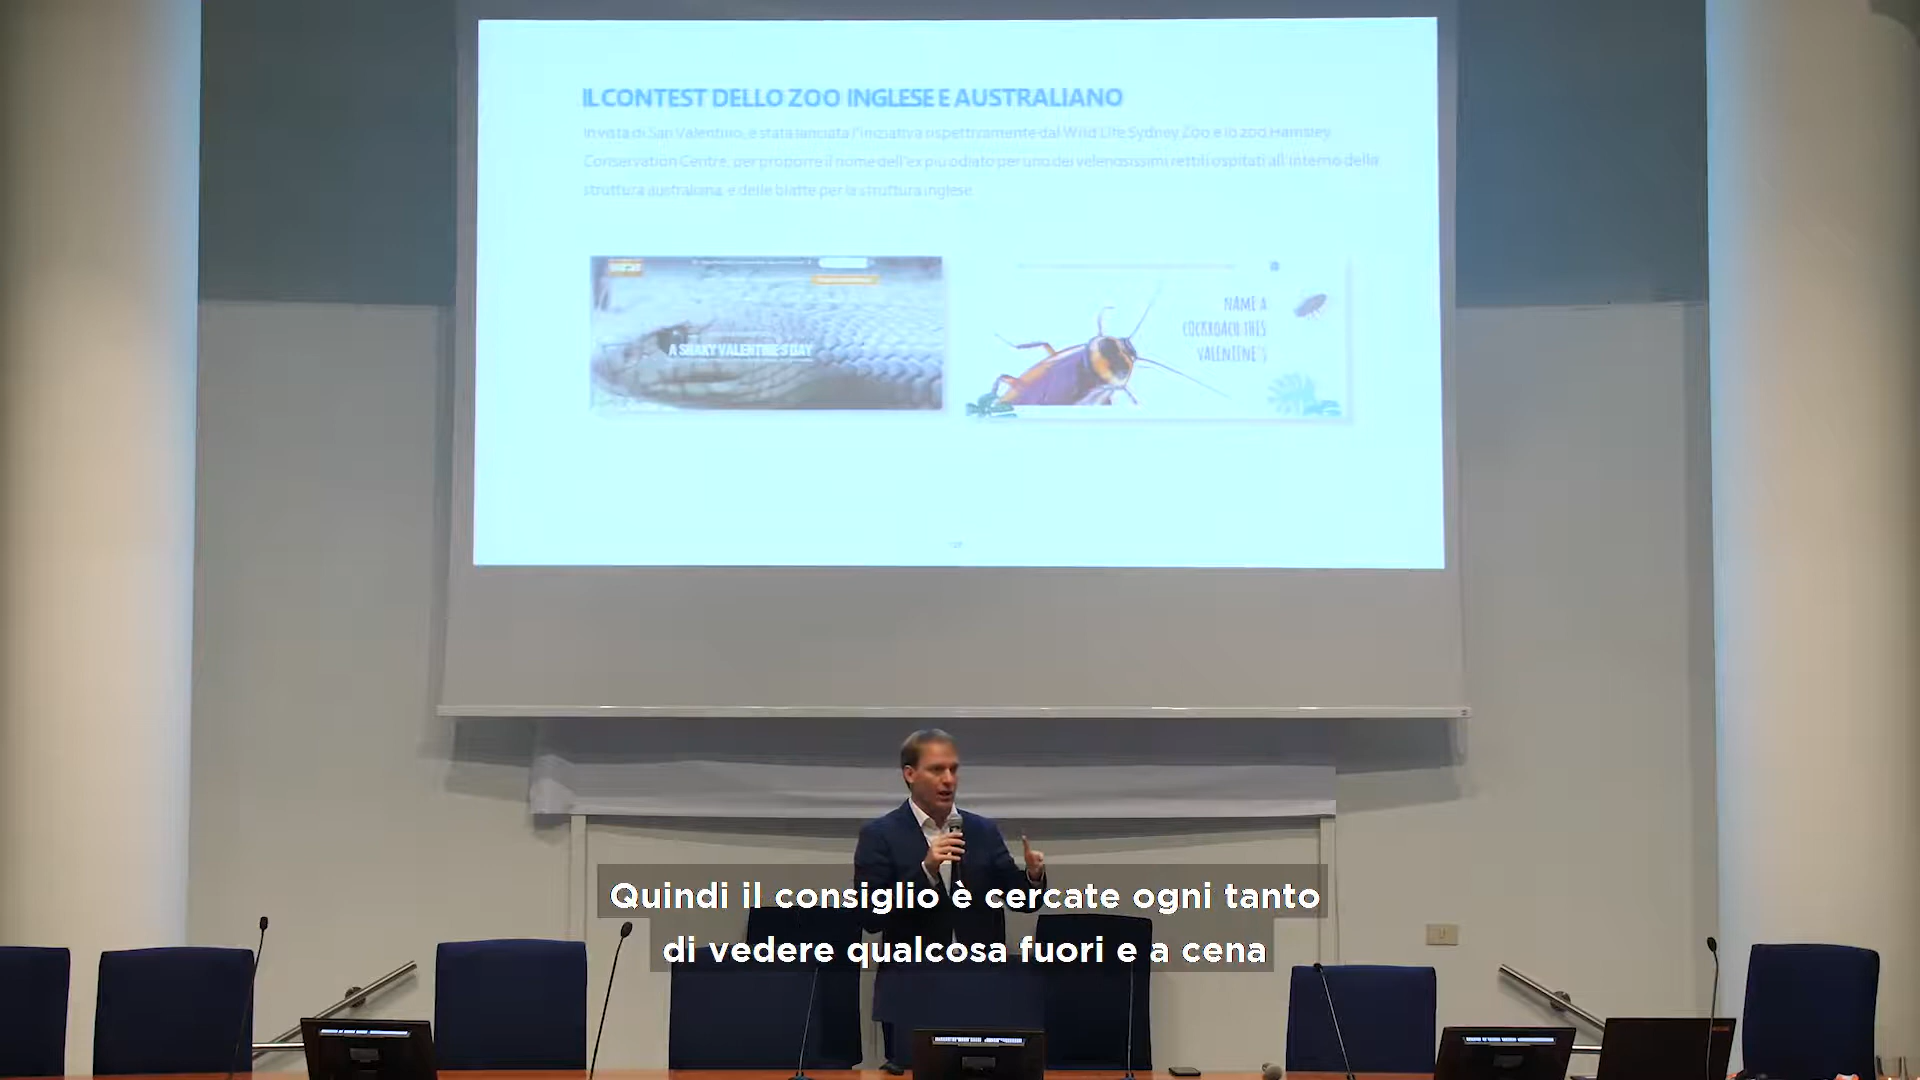 IL CONTEST DELLO ZOO INGLESE E AUSTRALIANO
In vista di San Valentino, è stata lanciata l'iniziativa rispettivamente dal Wild Life Sydney Zoo e lo zoo Hemsley
Conservation Centre, per proporre il nome dell'ex più odiato per uno dei velenosissimi rettili ospitati all'interno della
struttura australiana, e delle blatte per la struttura inglese.
A SNAKY VALENTINE'S DAY
NAME A
COCKROACH THIS
VALENTINE'S
Quindi il consiglio è cercate ogni tanto
di vedere qualcosa fuori e a cena